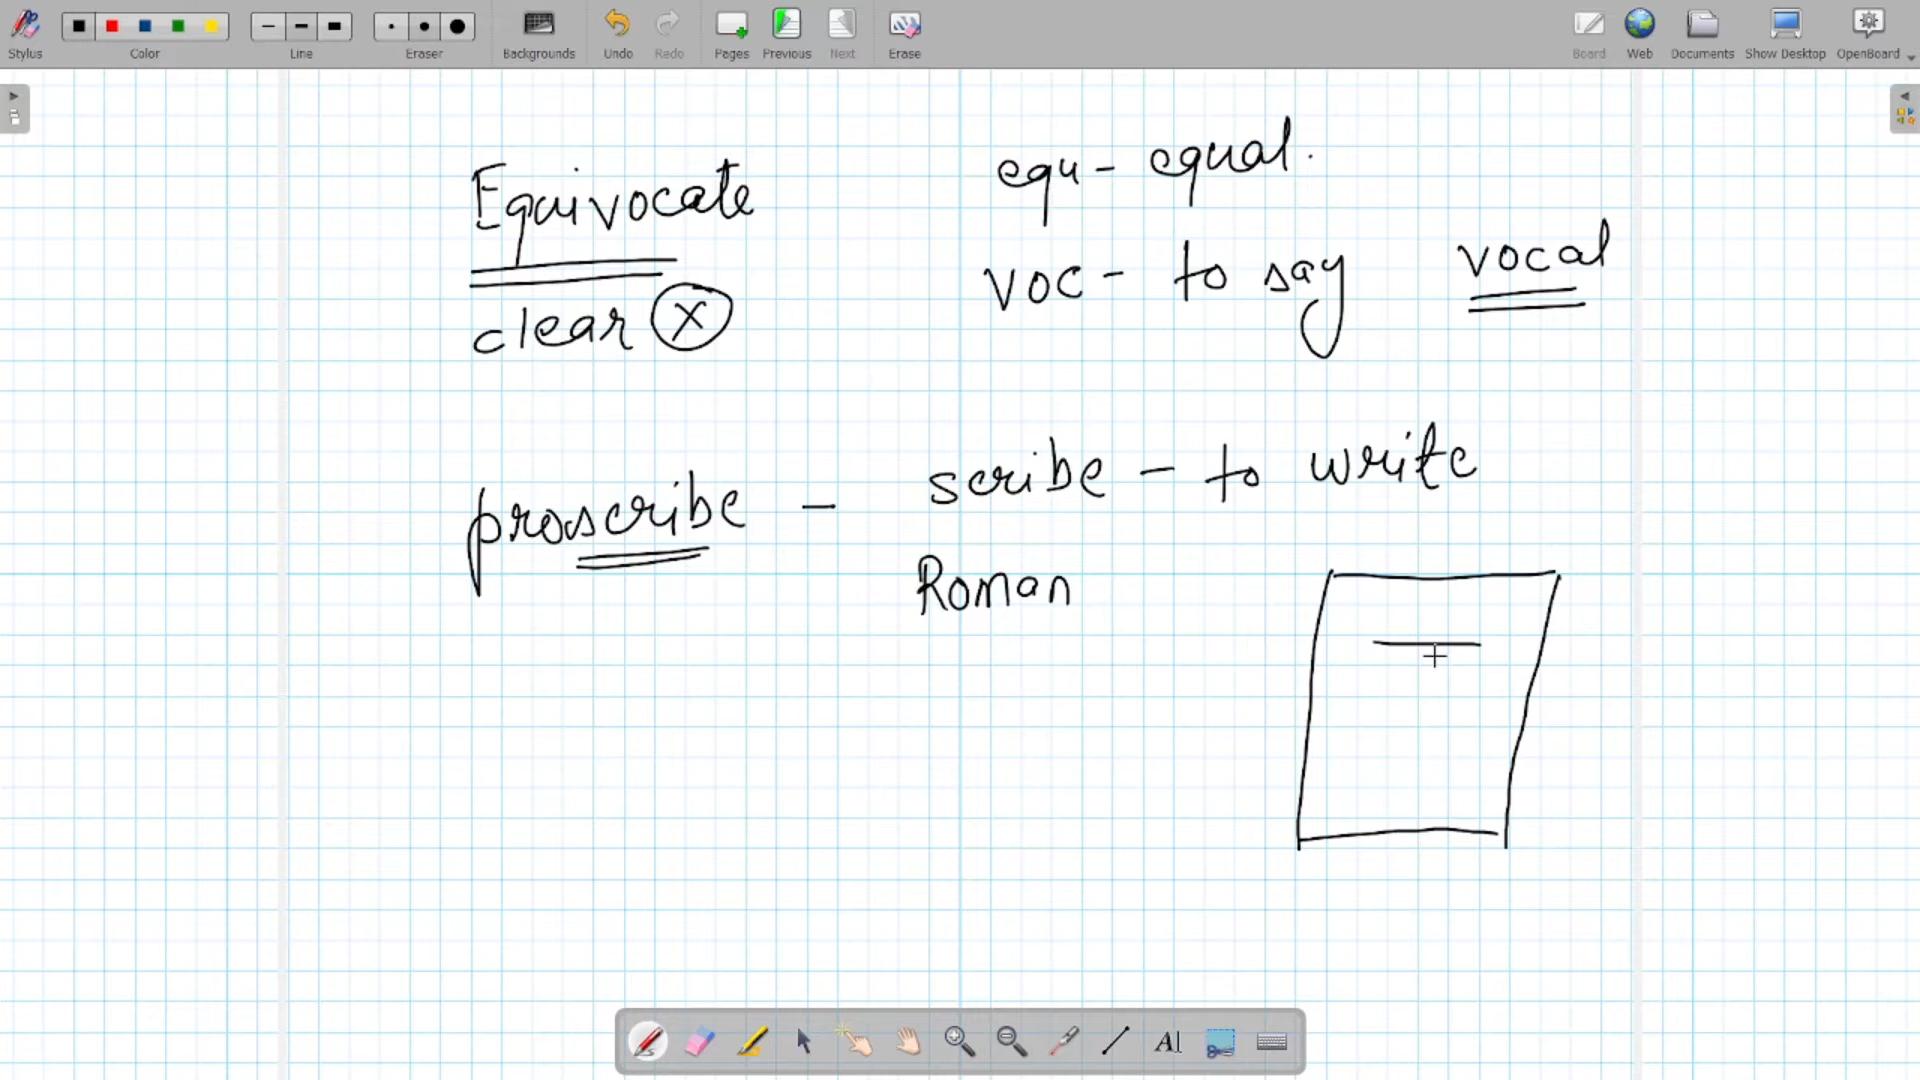 Stylus Color Line Eraser Backgrounds Undo Redo Pages Previous Next Erase Board Web Documents Show Desktop OpenBoard
Equivocate equ - equal.
clear X voc - to say vocal
proscribe - scribe - to write
Roman
AI